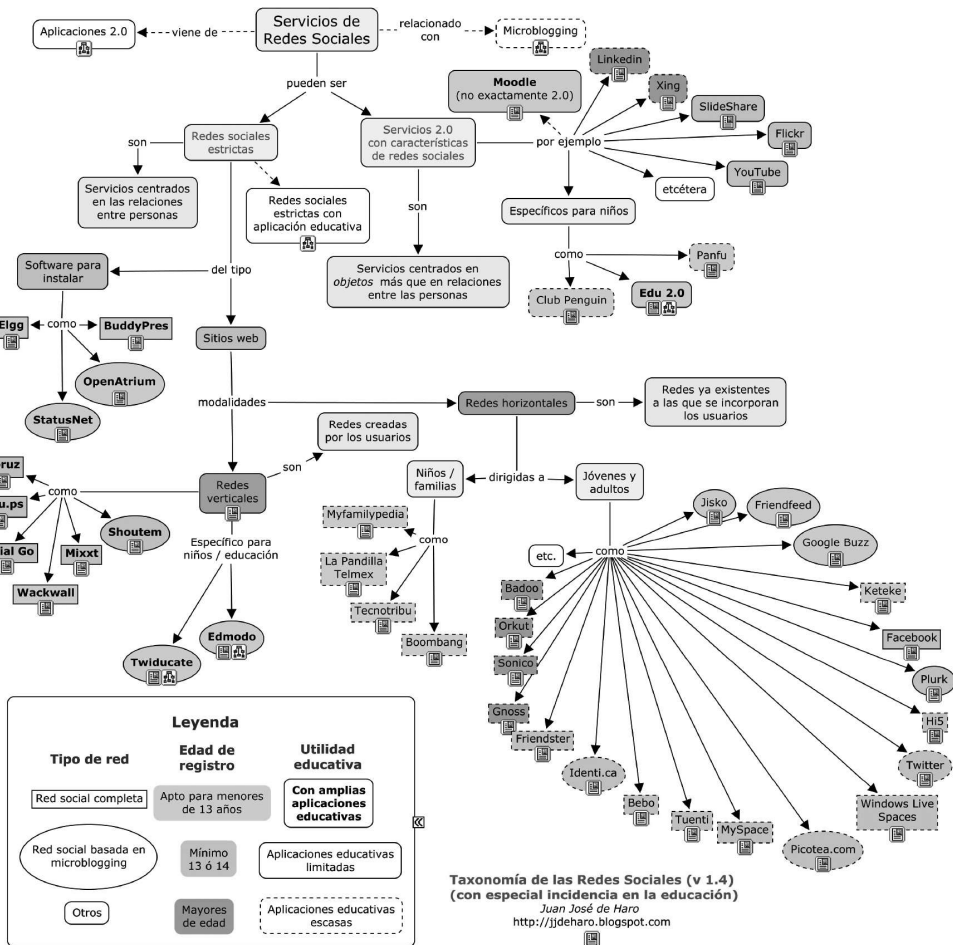 Servicios de
Redes Sociales
Aplicaciones 2.0
viene de
relacionado
con
Microblogging
pueden ser
Redes sociales
estrictas
son
Servicios centrados
en las relaciones
entre personas
Redes sociales
estrictas con
aplicación educativa
Servicios 2.0
con características
de redes sociales
son
Servicios centrados en
objetos más que en relaciones
entre las personas
por ejemplo
Moodle
(no exactamente 2.0)
Linkedin
Xing
SlideShare
Flickr
YouTube
etcétera
Específicos para niños
como
Panfu
Club Penguin
Edu 2.0
del tipo
Software para
instalar
como
Elgg
BuddyPres
OpenAtrium
StatusNet
Sitios web
modalidades
Redes horizontales
son
Redes ya existentes
a las que se incorporan
los usuarios
Redes creadas
por los usuarios
son
Redes
verticales
como
ruz
u.ps
ial Go
Wackwall
Mixxt
Shoutem
Específico para
niños / educación
Twiducate
Edmodo
dirigidas a
Niños /
familias
como
Myfamilypedia
La Pandilla
Telmex
Tecnotribu
Boombang
Jóvenes y
adultos
como
etc.
Jisko
Friendfeed
Google Buzz
Keteke
Facebook
Plurk
Hi5
Twitter
Windows Live
Spaces
Picotea.com
MySpace
Tuenti
Bebo
Identi.ca
Friendster
Gnoss
Sonico
Orkut
Badoo
Leyenda
Tipo de red
Edad de
registro
Utilidad
educativa
Red social completa
Apto para menores
de 13 años
Con amplias
aplicaciones
educativas
Red social basada en
microblogging
Mínimo
13 ó 14
Aplicaciones educativas
limitadas
Otros
Mayores
de edad
Aplicaciones educativas
escasas
Taxonomía de las Redes Sociales (v 1.4)
(con especial incidencia en la educación)
Juan José de Haro
http://jjdeharo.blogspot.com